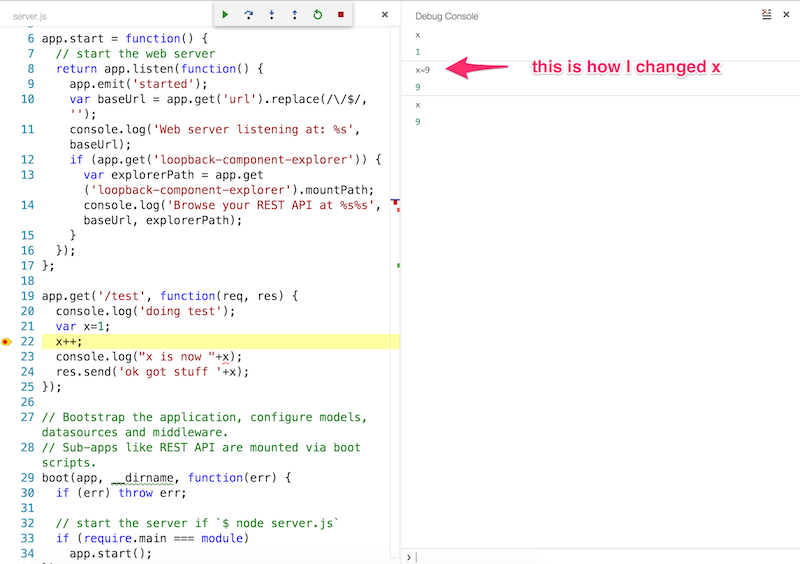 server.js
6 app.start = function() {
7 // start the web server
8 return app.listen(function() {
9 app.emit('started');
10 var baseUrl = app.get('url').replace(/\/$/,
'');
11 console.log('Web server listening at: %s',
baseUrl);
12 if (app.get('loopback-component-explorer')) {
13 var explorerPath = app.get
('loopback-component-explorer').mountPath;
14 console.log('Browse your REST API at %s%s',
baseUrl, explorerPath);
15 }
16 });
17 };
18
19 app.get('/test', function(req, res) {
20 console.log('doing test');
21 var x=1;
22 x++;
23 console.log("x is now "+x);
24 res.send('ok got stuff '+x);
25 });
26
27 // Bootstrap the application, configure models,
datasources and middleware.
28 // Sub-apps like REST API are mounted via boot
scripts.
29 boot(app, __dirname, function(err) {
30 if (err) throw err;
31
32 // start the server if `$ node server.js`
33 if (require.main === module)
34 app.start();
Debug Console
x
1
x=9
this is how I changed x
9
x
9